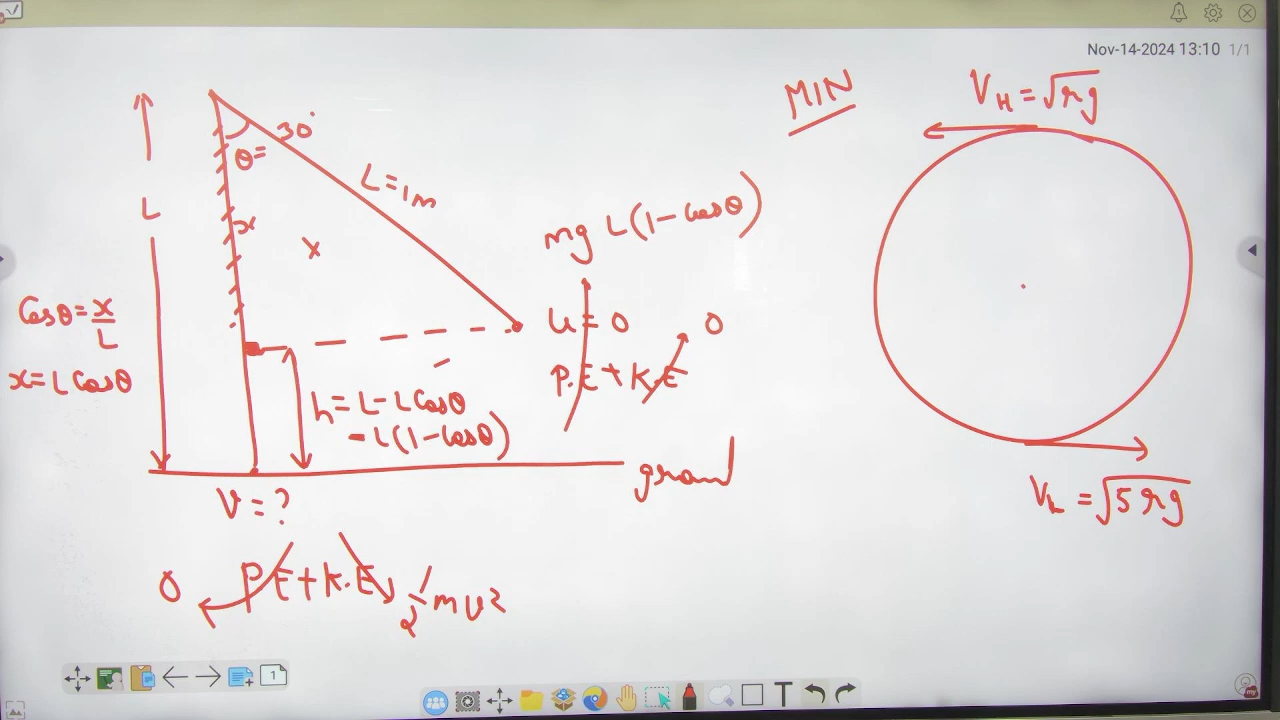 Nov-14-2024 13:10 1/1
MIN
V_H = √rg
30°
θ=
L=1m
L
x
x
mg L(1-Cosθ)
Cosθ = x/L
x = L Cosθ
U = 0
0
P.E + K.E
h = L - L Cosθ
= L(1-Cosθ)
V = ?
V_L = √5rg
0
P.E + K.E
1/2 mv²
1
T